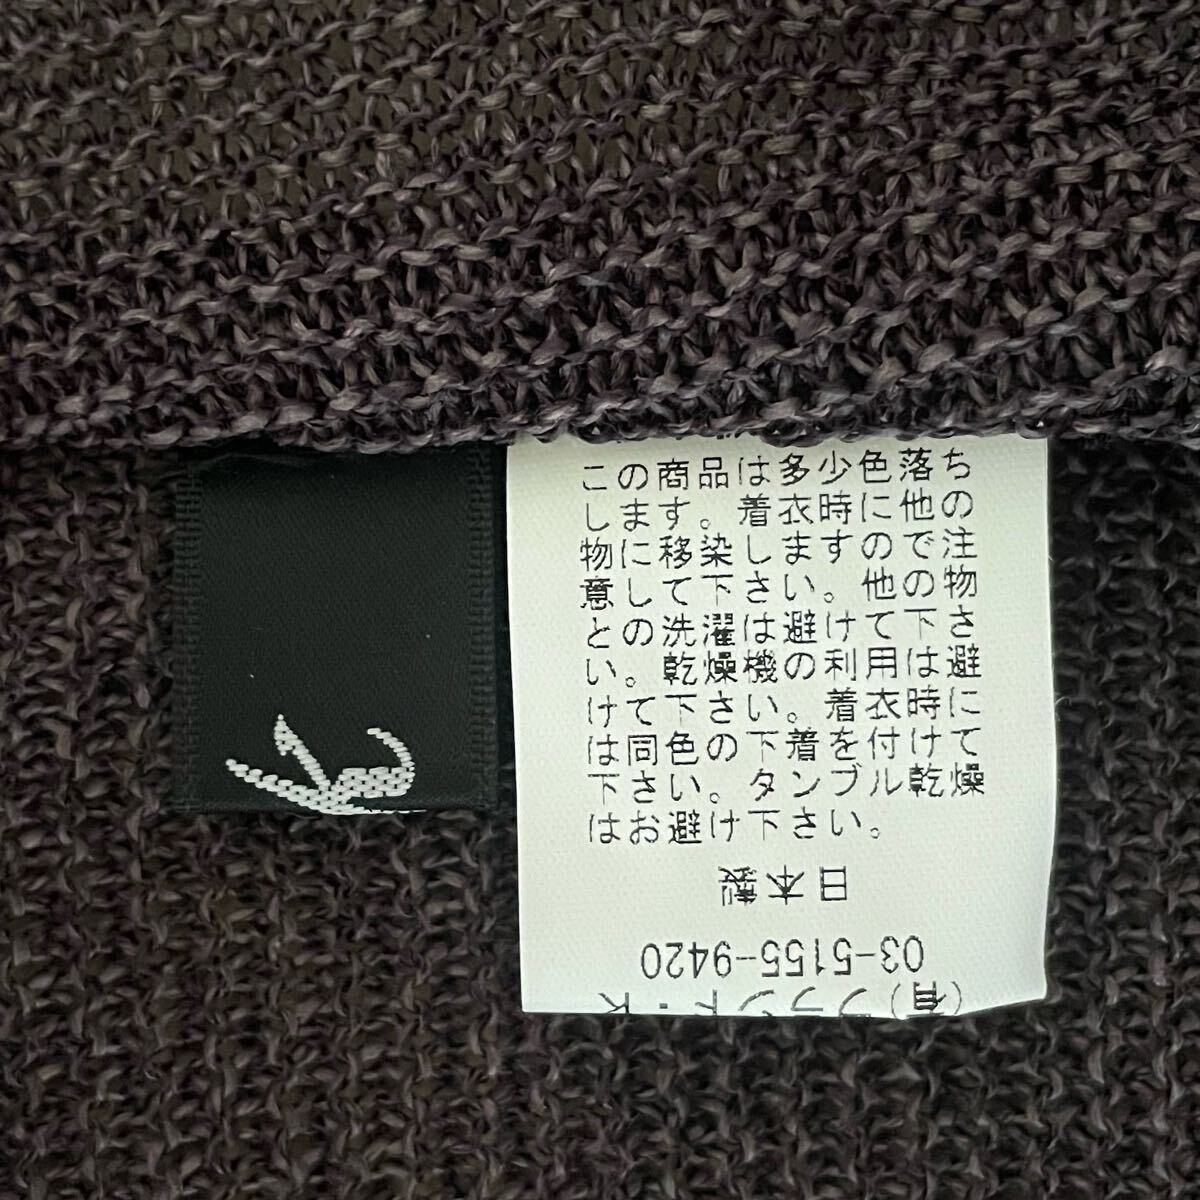 この商品は多少色落ち
します。着衣時に他の
物に移染しますので注
意して下さい。他の物
との洗濯は避けて下さ
い。乾燥機の利用は避
けて下さい。着衣時に
は同色の下着を付けて
下さい。タンブル乾燥
はお避け下さい。
日本製
03-5155-9420